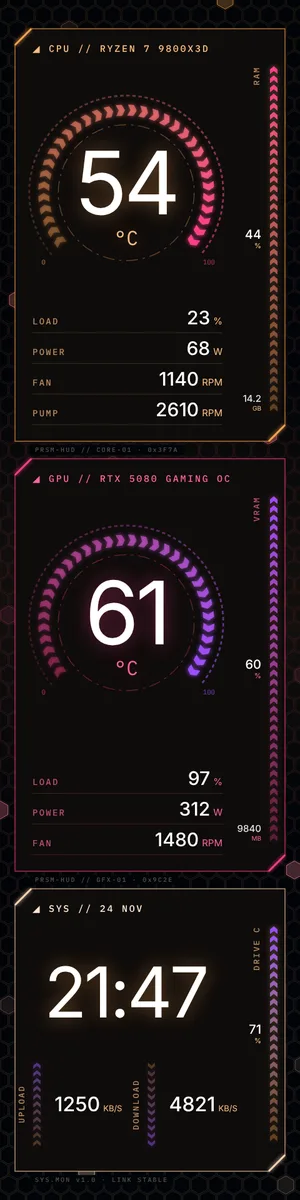 CPU // RYZEN 7 9800X3D
RAM
54
°C
0 100
44
%
LOAD 23 %
POWER 68 W
FAN 1140 RPM
14.2
GB
PUMP 2610 RPM
PRSM-HUD // CORE-01 · 0x3F7A
GPU // RTX 5080 GAMING OC
VRAM
61
°C
0 100
60
%
LOAD 97 %
POWER 312 W
FAN 1480 RPM
9840
MB
PRSM-HUD // GFX-01 · 0x9C2E
SYS // 24 NOV
DRIVE C
21:47
71
%
UPLOAD 1250 KB/S
DOWNLOAD 4821 KB/S
SYS.MON v1.0 · LINK STABLE